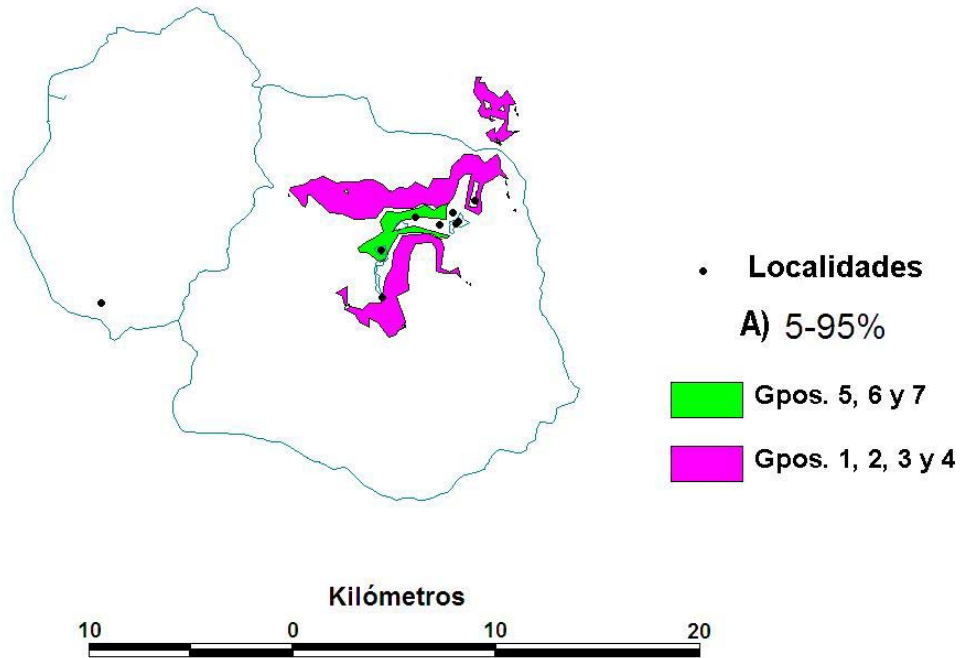 Localidades
A) 5-95%
Gpos. 5, 6 y 7
Gpos. 1, 2, 3 y 4
Kilómetros
10 0 10 20